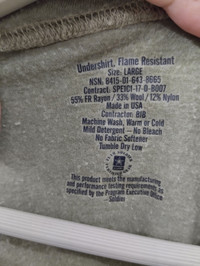 Undershirt, Flame Resistant
Size: LARGE
NSN: 8415-01-643-8665
Contract: SPE1C1-17-D-B007
55% FR Rayon / 33% Wool / 12% Nylon
Made in USA
Contractor: BIB
Machine Wash, Warm or Cold
Mild Detergent – No Bleach
No Fabric Softener
Tumble Dry Low
This product meets the manufacturing
and performance testing requirements as
specified by the Program Executive Office
Soldier